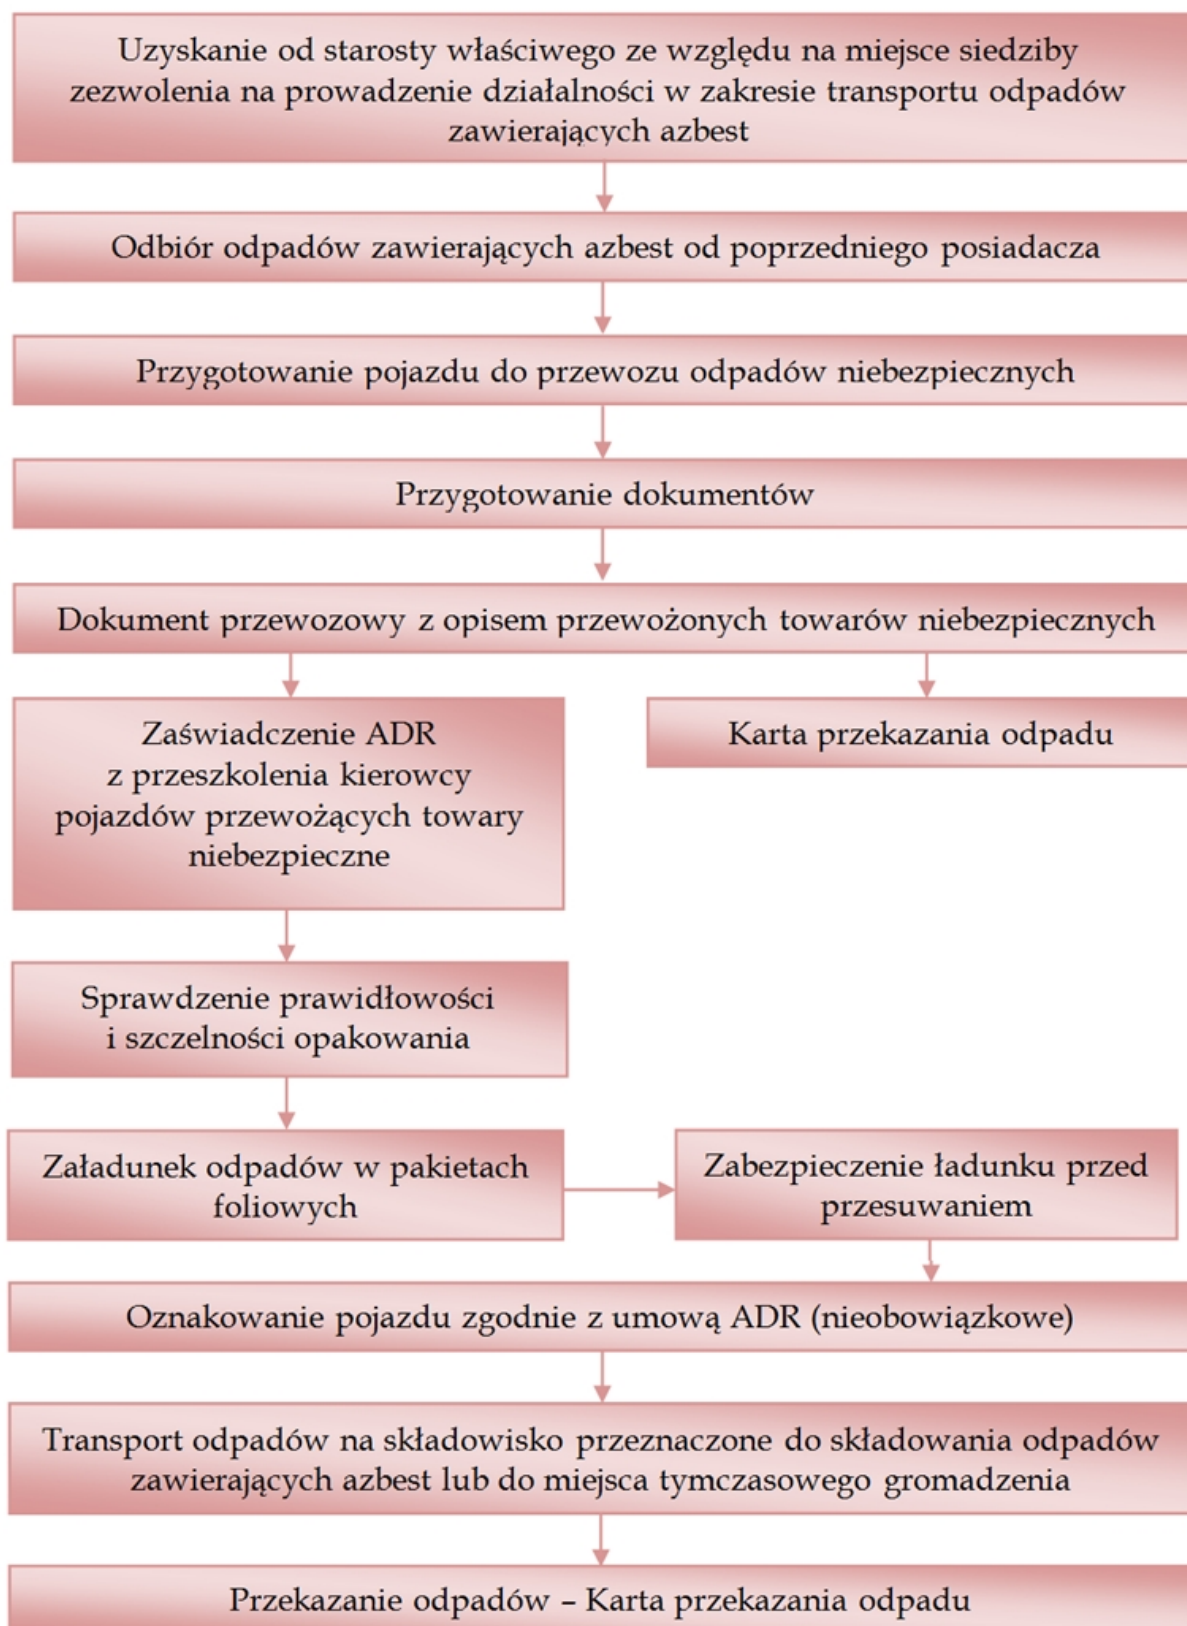 Uzyskanie od starosty właściwego ze względu na miejsce siedziby
zezwolenia na prowadzenie działalności w zakresie transportu odpadów
zawierających azbest
Odbiór odpadów zawierających azbest od poprzedniego posiadacza
Przygotowanie pojazdu do przewozu odpadów niebezpiecznych
Przygotowanie dokumentów
Dokument przewozowy z opisem przewożonych towarów niebezpiecznych
Zaświadczenie ADR
z przeszkolenia kierowcy
pojazdów przewożących towary
niebezpieczne
Karta przekazania odpadu
Sprawdzenie prawidłowości
i szczelności opakowania
Załadunek odpadów w pakietach
foliowych
Zabezpieczenie ładunku przed
przesuwaniem
Oznakowanie pojazdu zgodnie z umową ADR (nieobowiązkowe)
Transport odpadów na składowisko przeznaczone do składowania odpadów
zawierających azbest lub do miejsca tymczasowego gromadzenia
Przekazanie odpadów – Karta przekazania odpadu